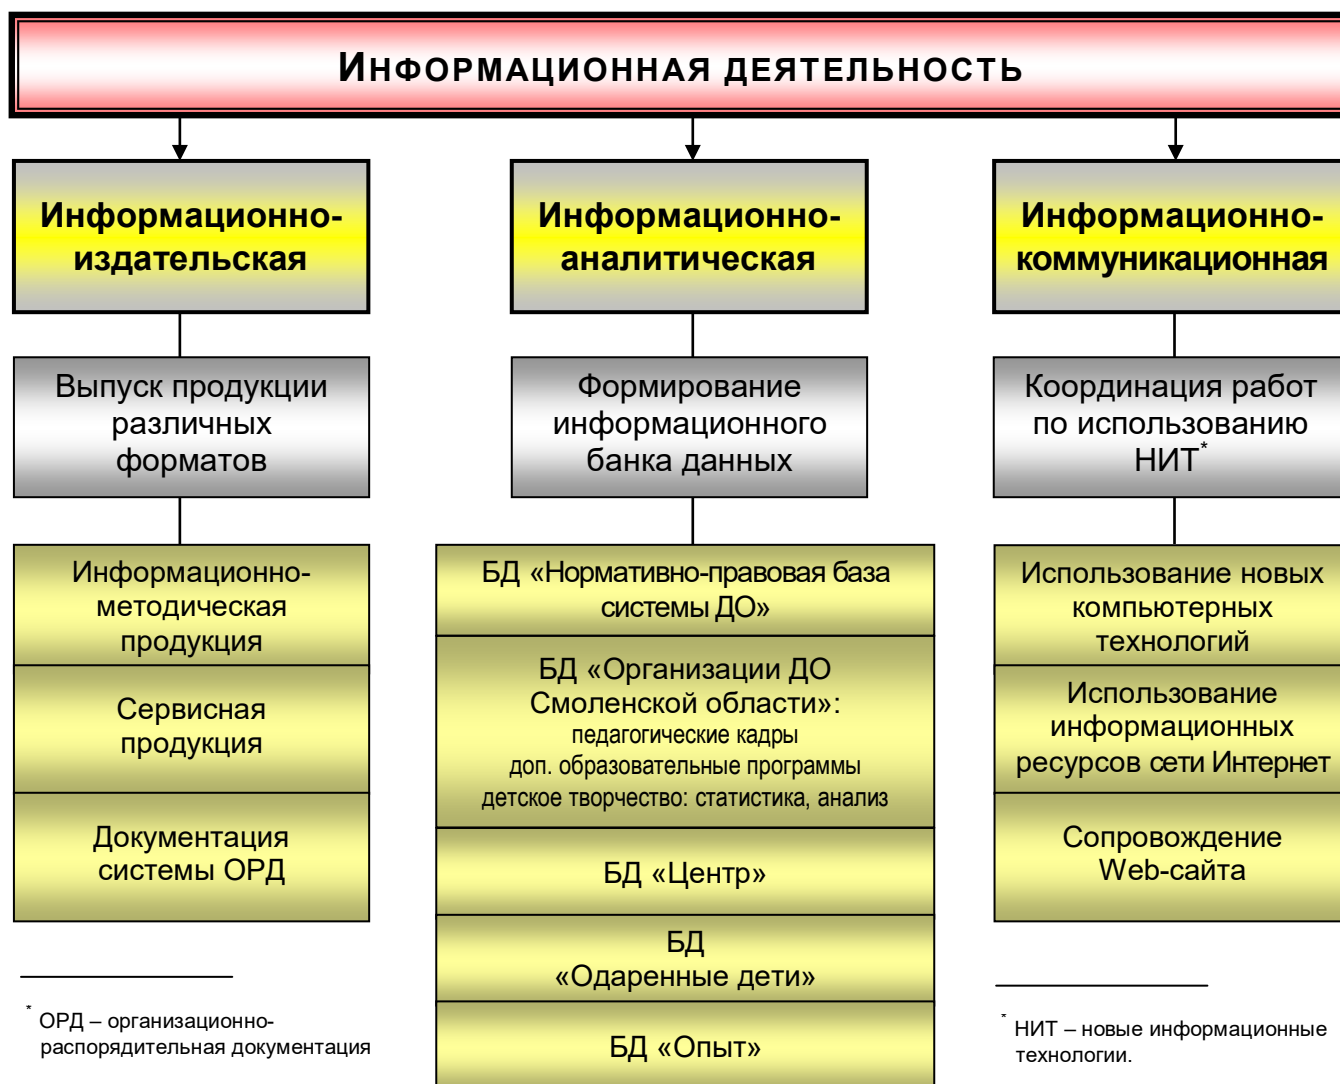 ИНФОРМАЦИОННАЯ ДЕЯТЕЛЬНОСТЬ
Информационно-
издательская
Выпуск продукции
различных
форматов
Информационно-
методическая
продукция
Сервисная
продукция
Документация
системы ОРД
* ОРД – организационно-
распорядительная документация
Информационно-
аналитическая
Формирование
информационного
банка данных
БД «Нормативно-правовая база
системы ДО»
БД «Организации ДО
Смоленской области»:
педагогические кадры
доп. образовательные программы
детское творчество: статистика, анализ
БД «Центр»
БД
«Одаренные дети»
БД «Опыт»
Информационно-
коммуникационная
Координация работ
по использованию
НИТ*
Использование новых
компьютерных
технологий
Использование
информационных
ресурсов сети Интернет
Сопровождение
Web-сайта
* НИТ – новые информационные
технологии.